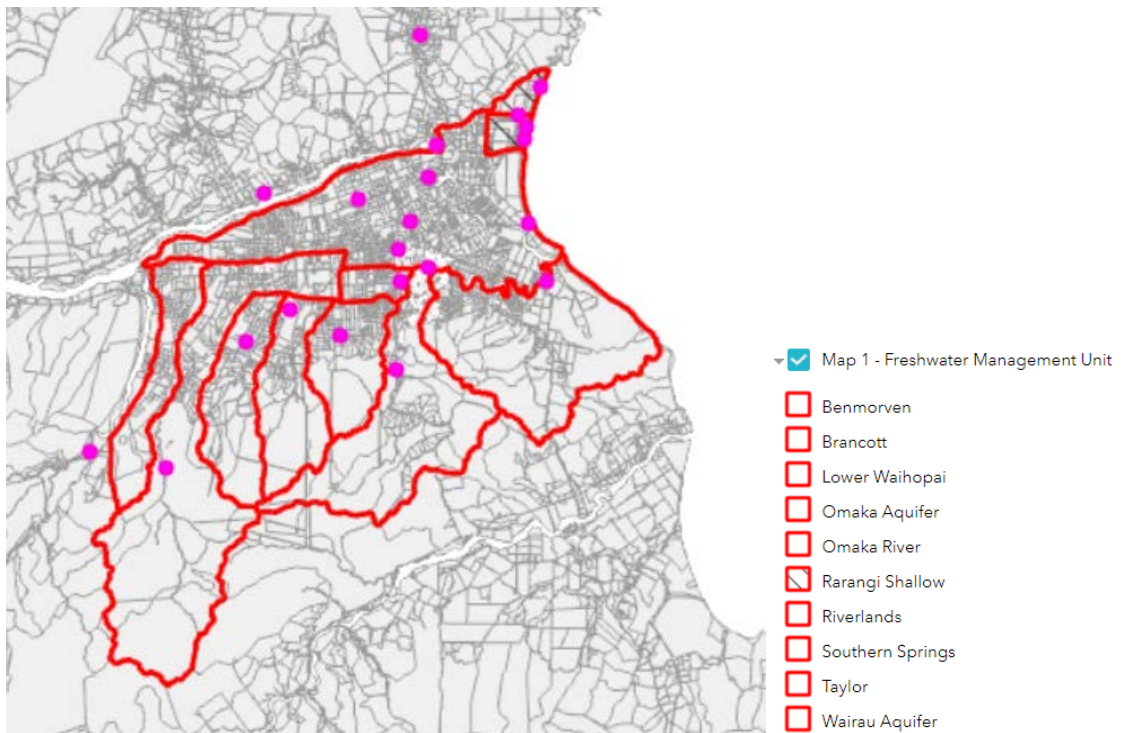 Map 1 - Freshwater Management Unit
Benmorven
Brancott
Lower Waihopai
Omaka Aquifer
Omaka River
Rarangi Shallow
Riverlands
Southern Springs
Taylor
Wairau Aquifer